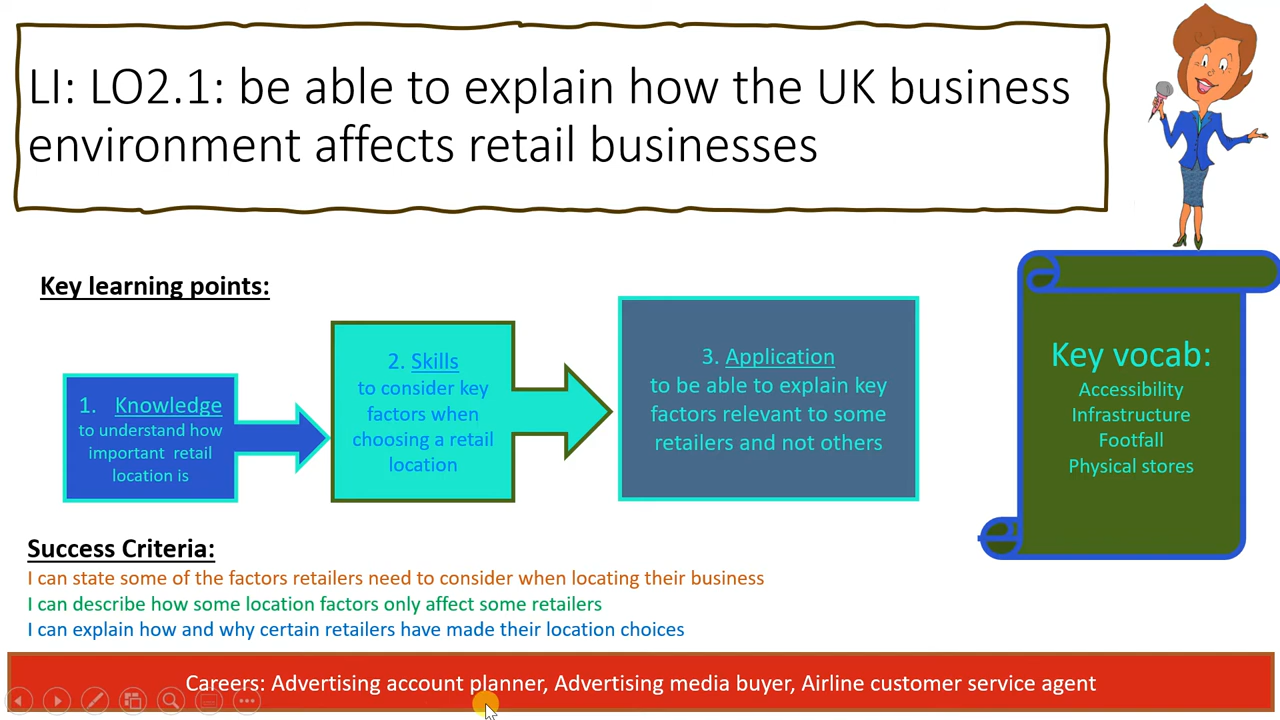 LI: LO2.1: be able to explain how the UK business
environment affects retail businesses
Key learning points:
1. Knowledge
to understand how
important retail
location is
2. Skills
to consider key
factors when
choosing a retail
location
3. Application
to be able to explain key
factors relevant to some
retailers and not others
Key vocab:
Accessibility
Infrastructure
Footfall
Physical stores
Success Criteria:
I can state some of the factors retailers need to consider when locating their business
I can describe how some location factors only affect some retailers
I can explain how and why certain retailers have made their location choices
Careers: Advertising account planner, Advertising media buyer, Airline customer service agent